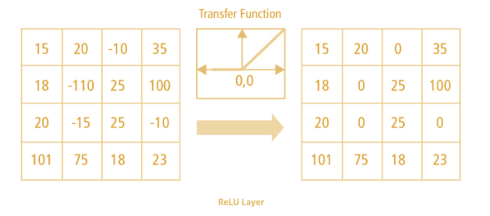 Transfer Function
15 20 -10 35
18 -110 25 100
20 -15 25 -10
101 75 18 23
0,0
15 20 0 35
18 0 25 100
20 0 25 0
101 75 18 23
ReLU Layer